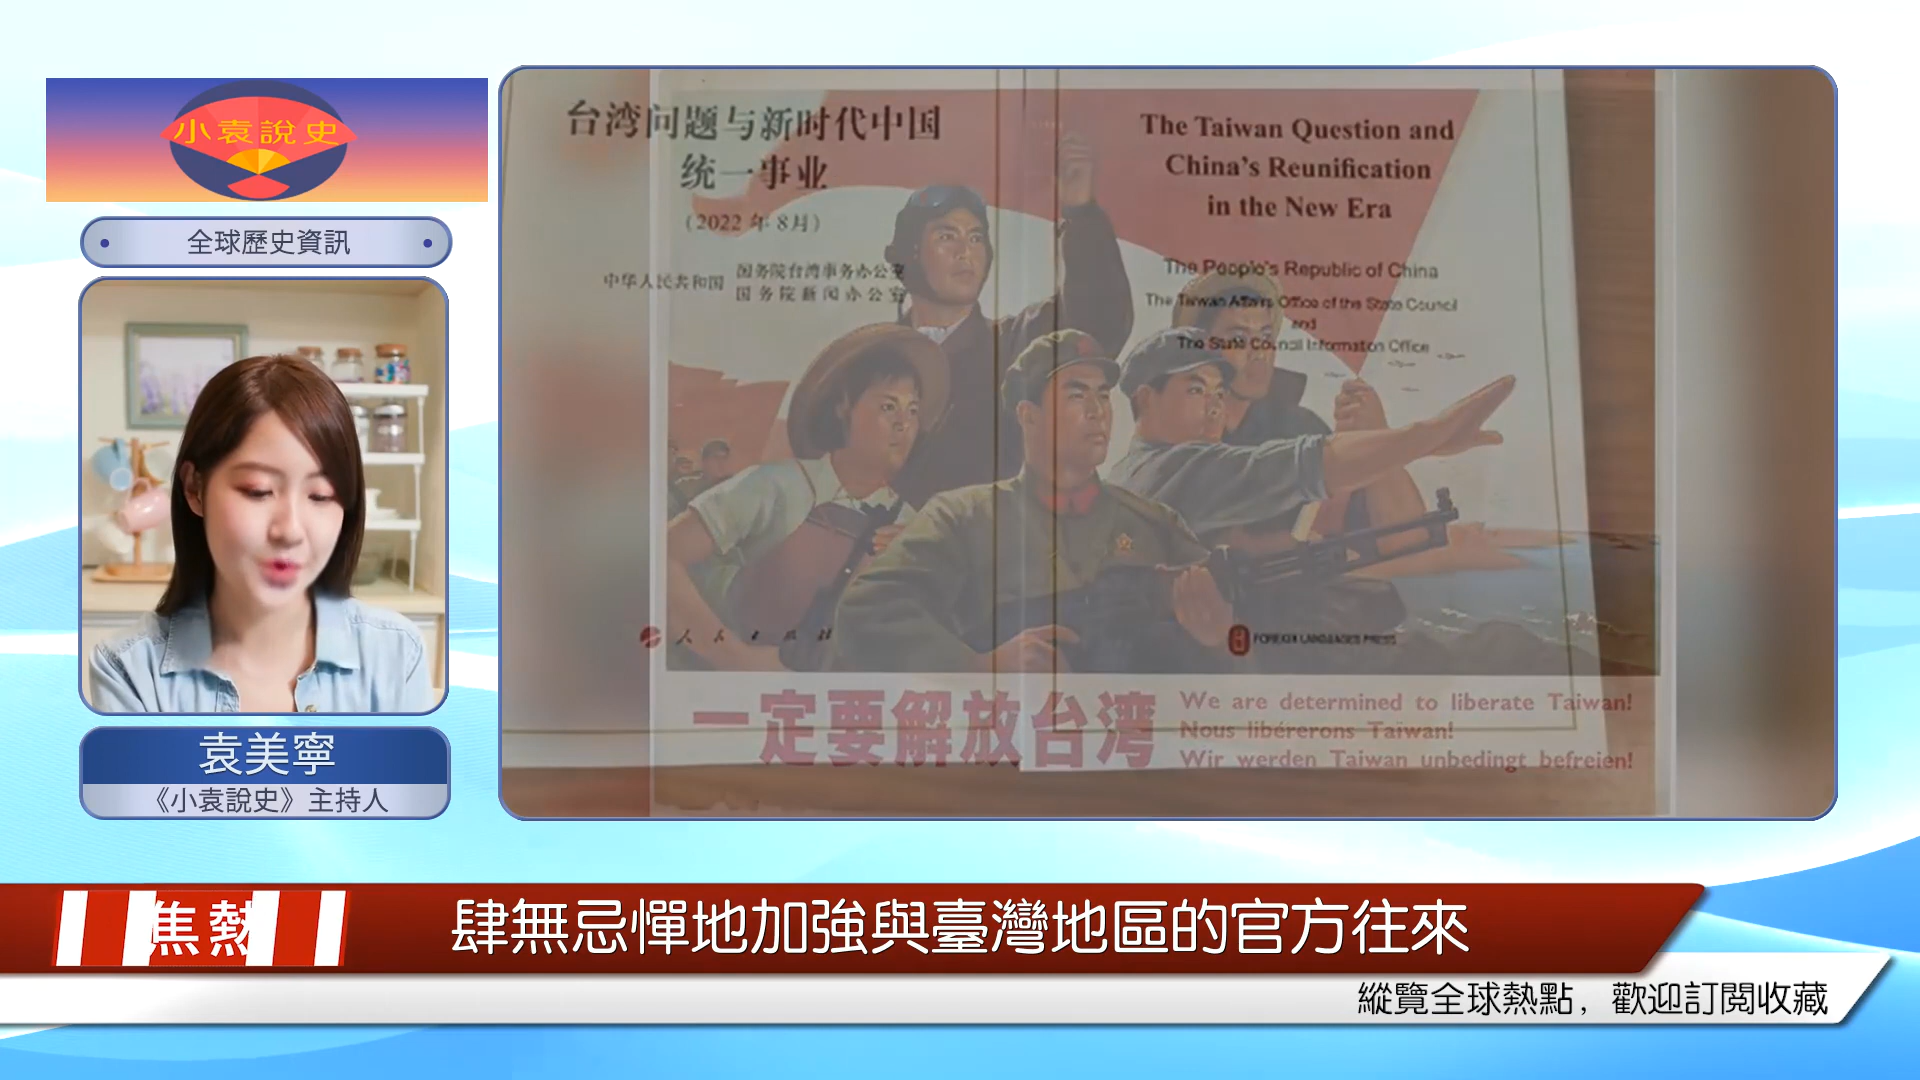 小袁說史
全球歷史資訊
袁美寧
《小袁說史》主持人
台湾问题与新时代中国
统一事业
(2022年8月)
中华人民共和国
国务院台湾事务办公室
国务院新闻办公室
人民出版社
The Taiwan Question and
China's Reunification
in the New Era
The People's Republic of China
The Taiwan Affairs Office of the State Council
and
The State Council Information Office
FOREIGN LANGUAGES PRESS
一定要解放台湾
We are determined to liberate Taiwan!
Nous libérerons Taïwan!
Wir werden Taiwan unbedingt befreien!
焦熱
肆無忌憚地加強與臺灣地區的官方往來
縱覽全球熱點，歡迎訂閱收藏